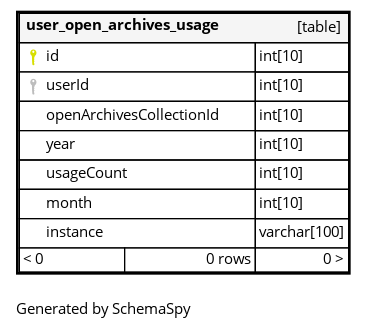 user_open_archives_usage [table]
id int[10]
userId int[10]
openArchivesCollectionId int[10]
year int[10]
usageCount int[10]
month int[10]
instance varchar[100]
< 0 0 rows 0 >
Generated by SchemaSpy